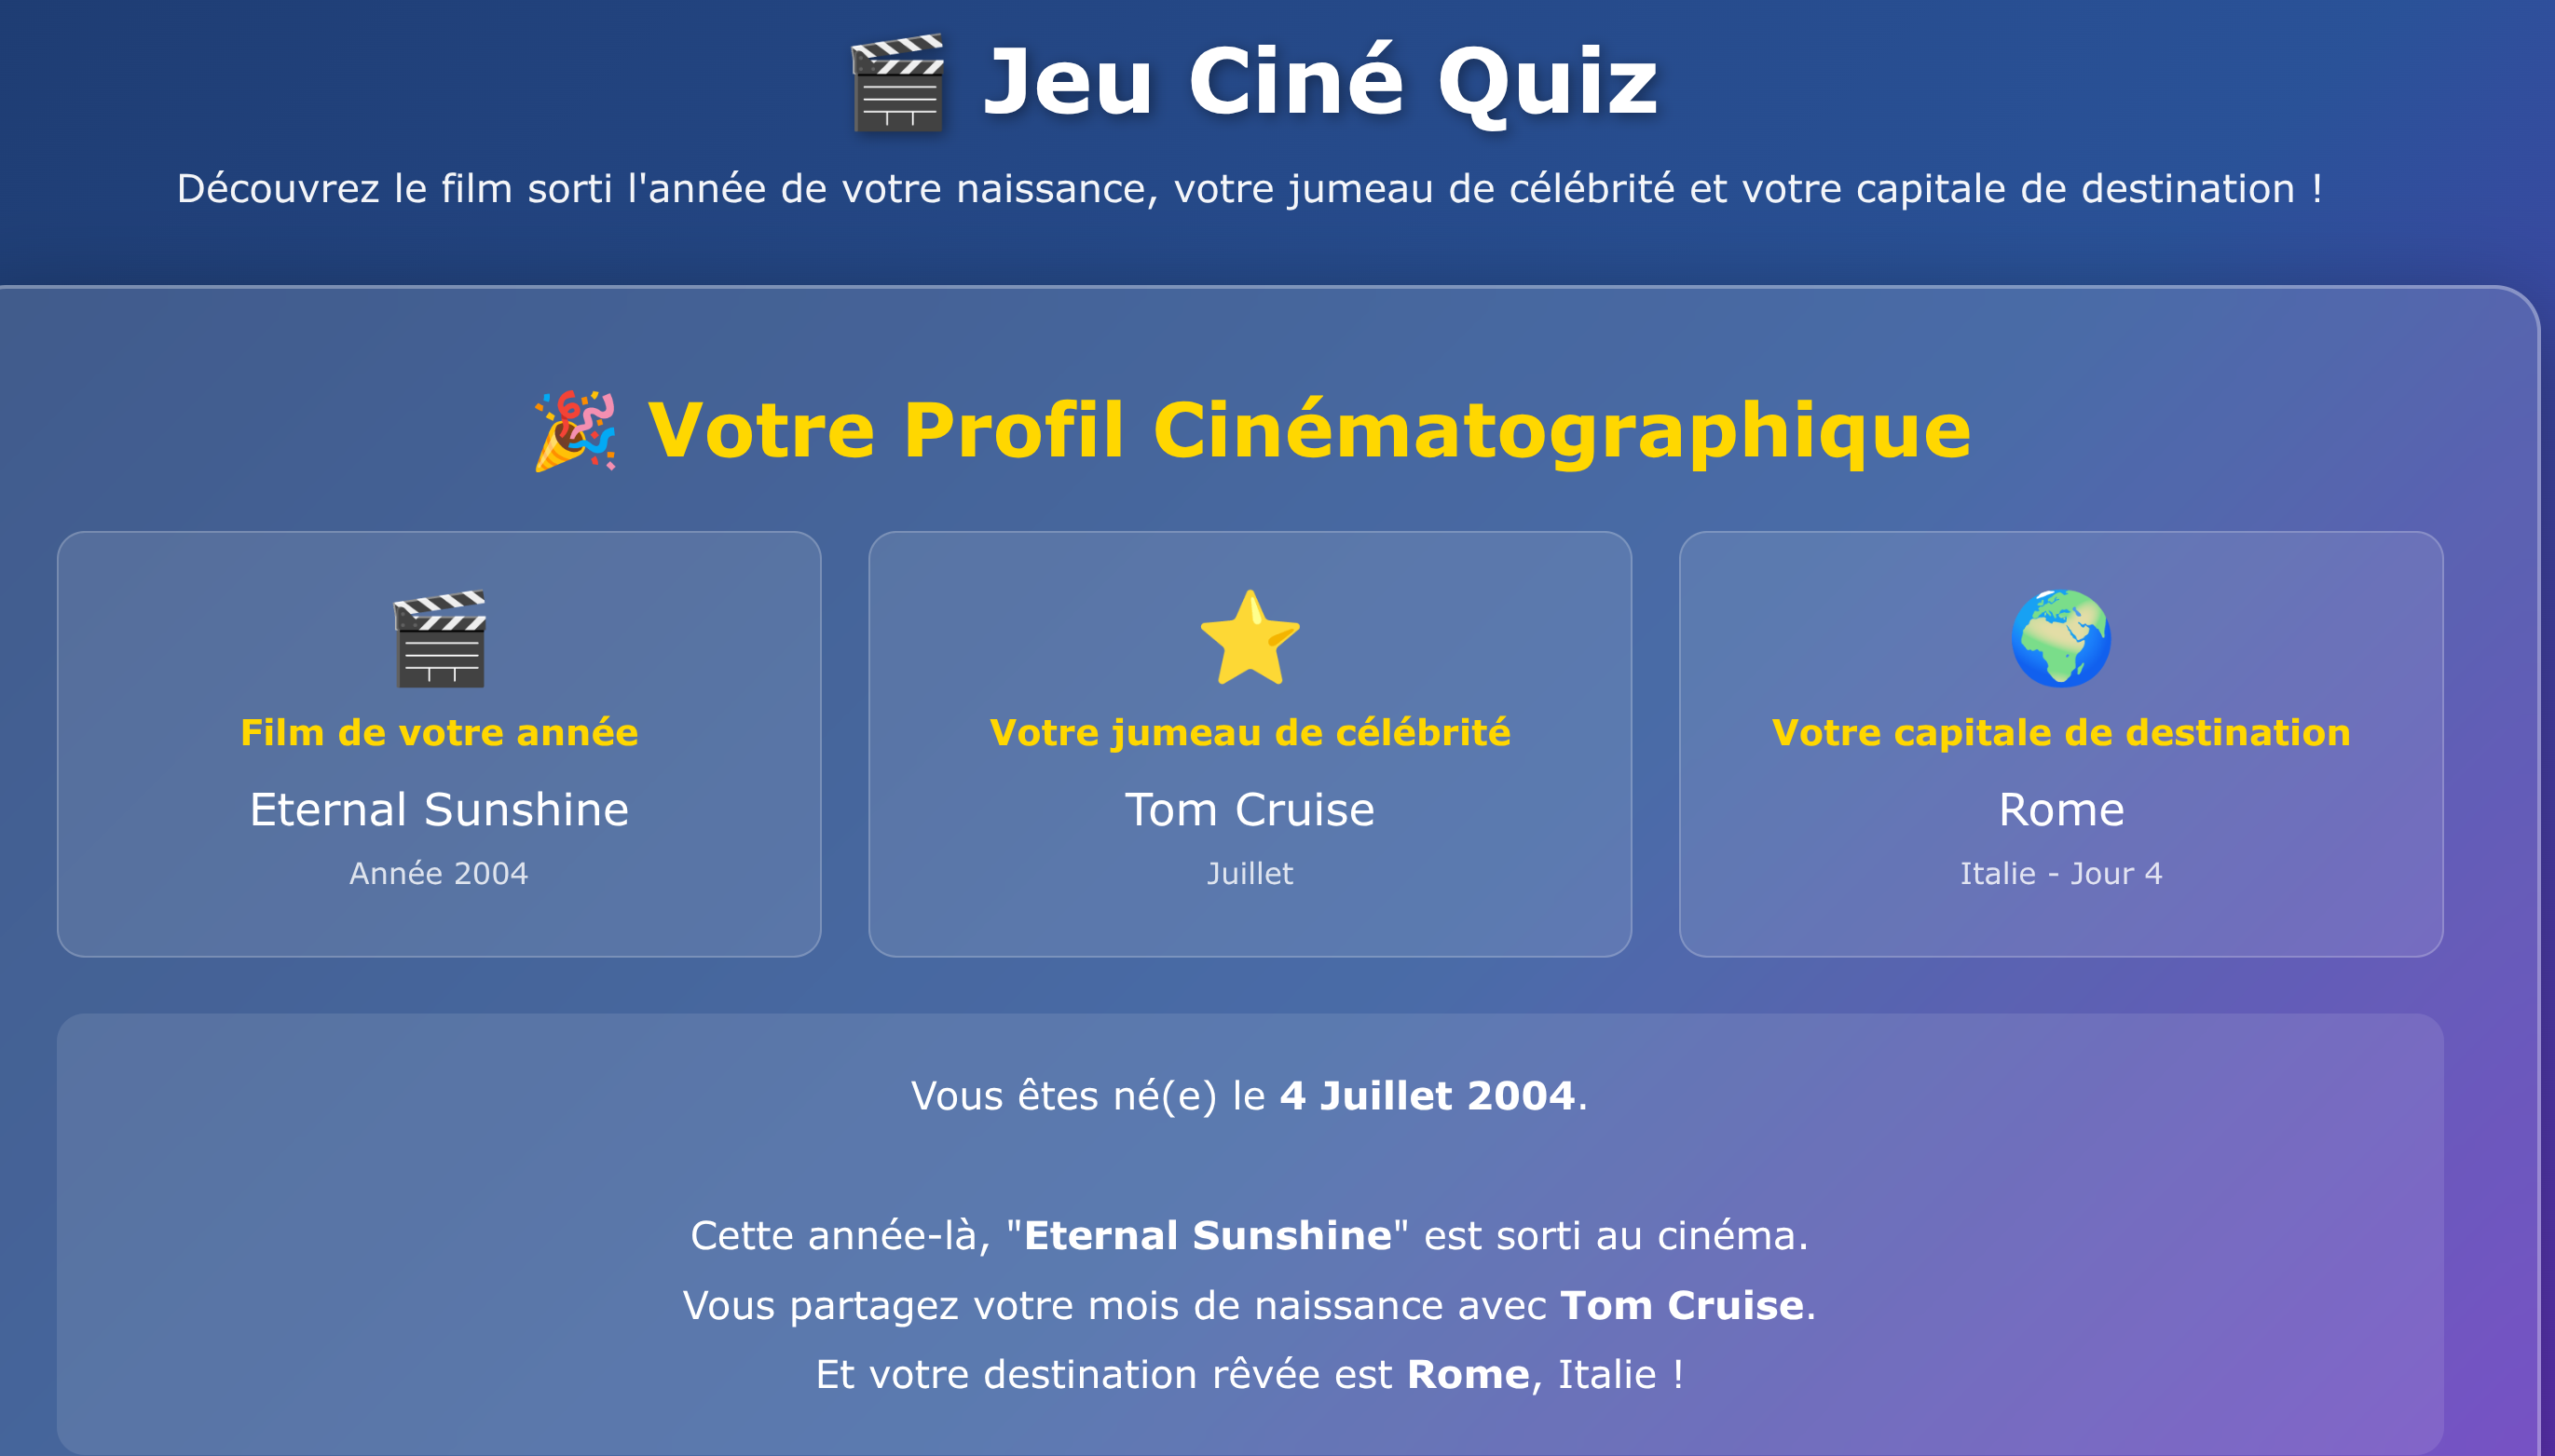 Jeu Ciné Quiz
Découvrez le film sorti l'année de votre naissance, votre jumeau de célébrité et votre capitale de destination !
Votre Profil Cinématographique
Film de votre année
Eternal Sunshine
Année 2004
Votre jumeau de célébrité
Tom Cruise
Juillet
Votre capitale de destination
Rome
Italie - Jour 4
Vous êtes né(e) le 4 Juillet 2004.
Cette année-là, "Eternal Sunshine" est sorti au cinéma.
Vous partagez votre mois de naissance avec Tom Cruise.
Et votre destination rêvée est Rome, Italie !